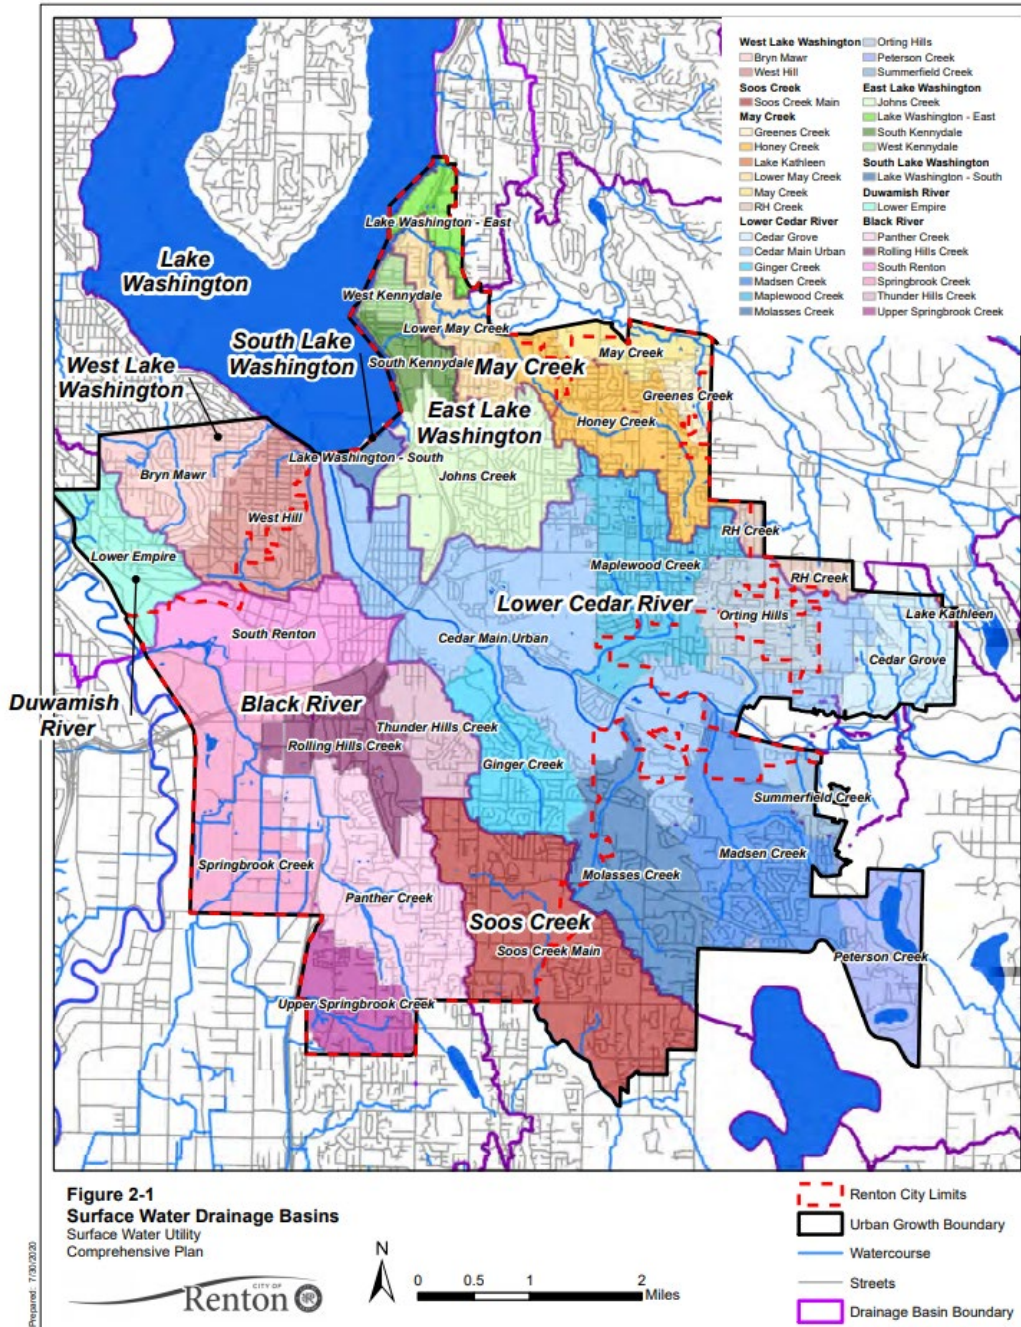 West Lake Washington
Bryn Mawr
West Hill
Soos Creek
Soos Creek Main
May Creek
Greenes Creek
Honey Creek
Lake Kathleen
Lower May Creek
May Creek
RH Creek
Lower Cedar River
Cedar Grove
Cedar Main Urban
Ginger Creek
Madsen Creek
Maplewood Creek
Molasses Creek
Orting Hills
Peterson Creek
Summerfield Creek
East Lake Washington
Johns Creek
Lake Washington - East
South Kennydale
West Kennydale
South Lake Washington
Lake Washington - South
Duwamish River
Lower Empire
Black River
Panther Creek
Rolling Hills Creek
South Renton
Springbrook Creek
Thunder Hills Creek
Upper Springbrook Creek
Lake Washington - East
Lake
Washington
West Kennydale
Lower May Creek
South Lake
Washington
West Lake
Washington
South Kennydale
May Creek
May Creek
Greenes Creek
East Lake
Washington
Honey Creek
Lake Washington - South
Bryn Mawr
Johns Creek
West Hill
RH Creek
Lower Empire
Maplewood Creek
RH Creek
Lower Cedar River
Orting Hills
Lake Kathleen
South Renton
Cedar Main Urban
Cedar Grove
Duwamish
River
Black River
Thunder Hills Creek
Rolling Hills Creek
Ginger Creek
Summerfield Creek
Springbrook Creek
Madsen Creek
Molasses Creek
Panther Creek
Soos Creek
Soos Creek Main
Peterson Creek
Upper Springbrook Creek
Figure 2-1
Surface Water Drainage Basins
Surface Water Utility
Comprehensive Plan
CITY OF
Renton
N
0 0.5 1 2
Miles
Renton City Limits
Urban Growth Boundary
Watercourse
Streets
Drainage Basin Boundary
Prepared: 7/30/2020